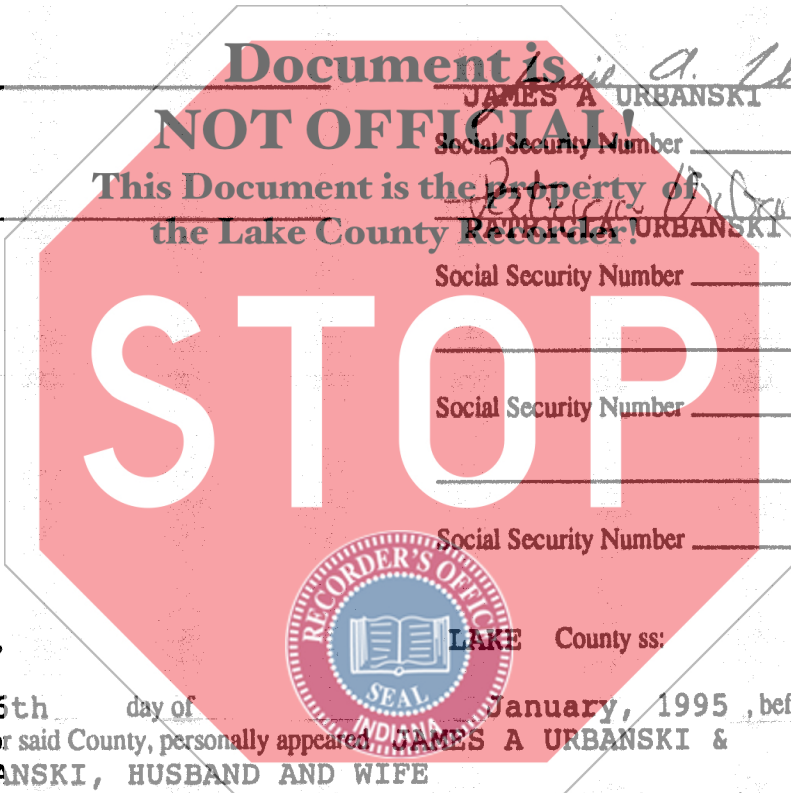 Document is
JAMES A URBANSKI
NOT OFFICIAL!
Social Security Number
This Document is the property of
the Lake County Recorder!
PATRICIA URBANSKI
Social Security Number
STOP
Social Security Number
Social Security Number
RECORDER'S OFFICE
SEAL
INDIANA
LAKE County ss:
day of January, 1995 , bef
r said County, personally appeared JAMES A URBANSKI &
ANSKI, HUSBAND AND WIFE